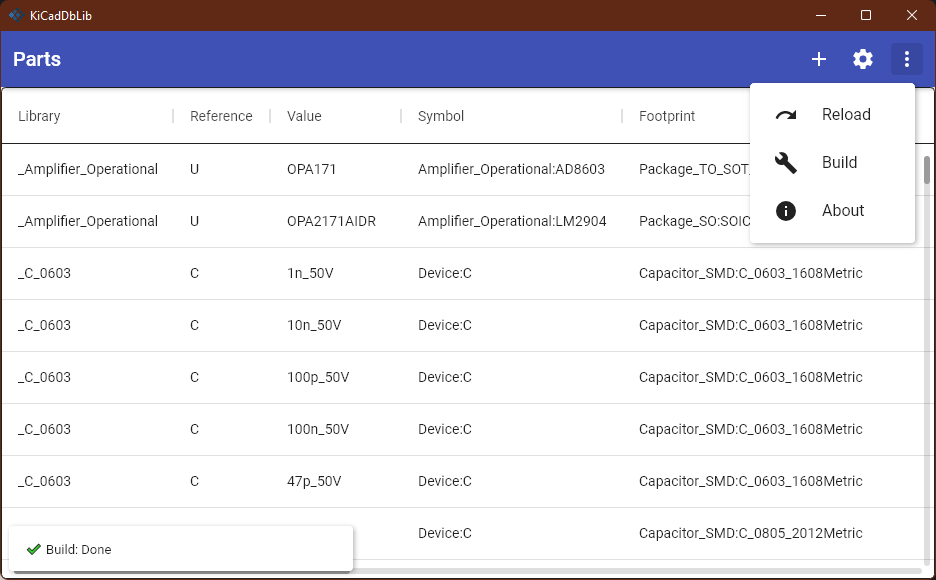 KiCadDbLib
Parts
Library Reference Value Symbol Footprint
Reload
Build
About
_Amplifier_Operational U OPA171 Amplifier_Operational:AD8603 Package_TO_SOT_
_Amplifier_Operational U OPA2171AIDR Amplifier_Operational:LM2904 Package_SO:SOIC
_C_0603 C 1n_50V Device:C Capacitor_SMD:C_0603_1608Metric
_C_0603 C 10n_50V Device:C Capacitor_SMD:C_0603_1608Metric
_C_0603 C 100p_50V Device:C Capacitor_SMD:C_0603_1608Metric
_C_0603 C 100n_50V Device:C Capacitor_SMD:C_0603_1608Metric
_C_0603 C 47p_50V Device:C Capacitor_SMD:C_0603_1608Metric
Device:C Capacitor_SMD:C_0805_2012Metric
Build: Done